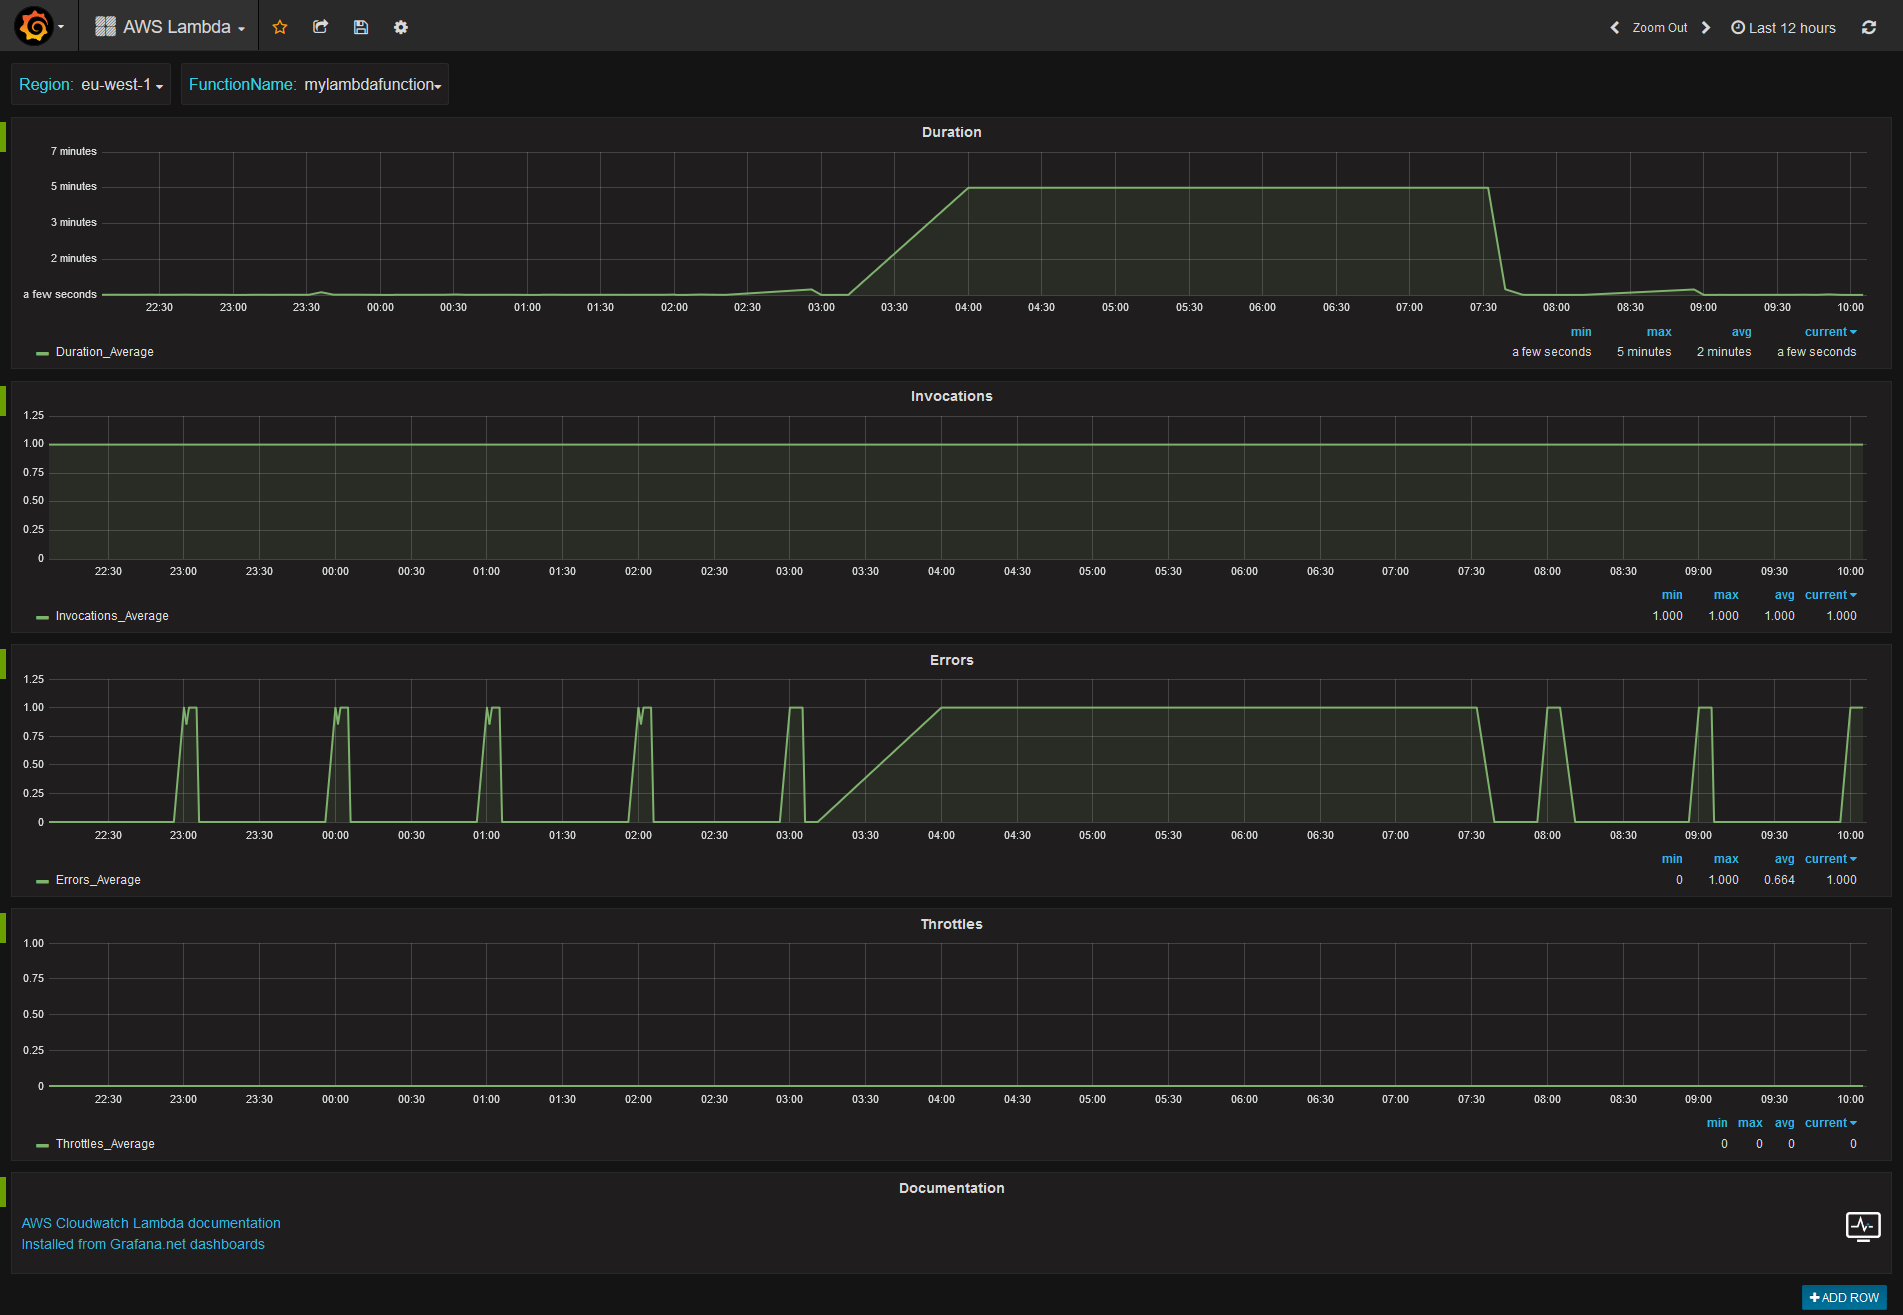 AWS Lambda
Zoom Out
Last 12 hours
Region: eu-west-1
FunctionName: mylambdafunction
Duration
7 minutes
5 minutes
3 minutes
2 minutes
a few seconds
22:30 23:00 23:30 00:00 00:30 01:00 01:30 02:00 02:30 03:00 03:30 04:00 04:30 05:00 05:30 06:00 06:30 07:00 07:30 08:00 08:30 09:00 09:30 10:00
min max avg current
Duration_Average a few seconds 5 minutes 2 minutes a few seconds
Invocations
1.25
1.00
0.75
0.50
0.25
0
22:30 23:00 23:30 00:00 00:30 01:00 01:30 02:00 02:30 03:00 03:30 04:00 04:30 05:00 05:30 06:00 06:30 07:00 07:30 08:00 08:30 09:00 09:30 10:00
min max avg current
Invocations_Average 1.000 1.000 1.000 1.000
Errors
1.25
1.00
0.75
0.50
0.25
0
22:30 23:00 23:30 00:00 00:30 01:00 01:30 02:00 02:30 03:00 03:30 04:00 04:30 05:00 05:30 06:00 06:30 07:00 07:30 08:00 08:30 09:00 09:30 10:00
min max avg current
Errors_Average 0 1.000 0.664 1.000
Throttles
1.00
0.75
0.50
0.25
0
22:30 23:00 23:30 00:00 00:30 01:00 01:30 02:00 02:30 03:00 03:30 04:00 04:30 05:00 05:30 06:00 06:30 07:00 07:30 08:00 08:30 09:00 09:30 10:00
min max avg current
Throttles_Average 0 0 0 0
Documentation
AWS Cloudwatch Lambda documentation
Installed from Grafana.net dashboards
ADD ROW